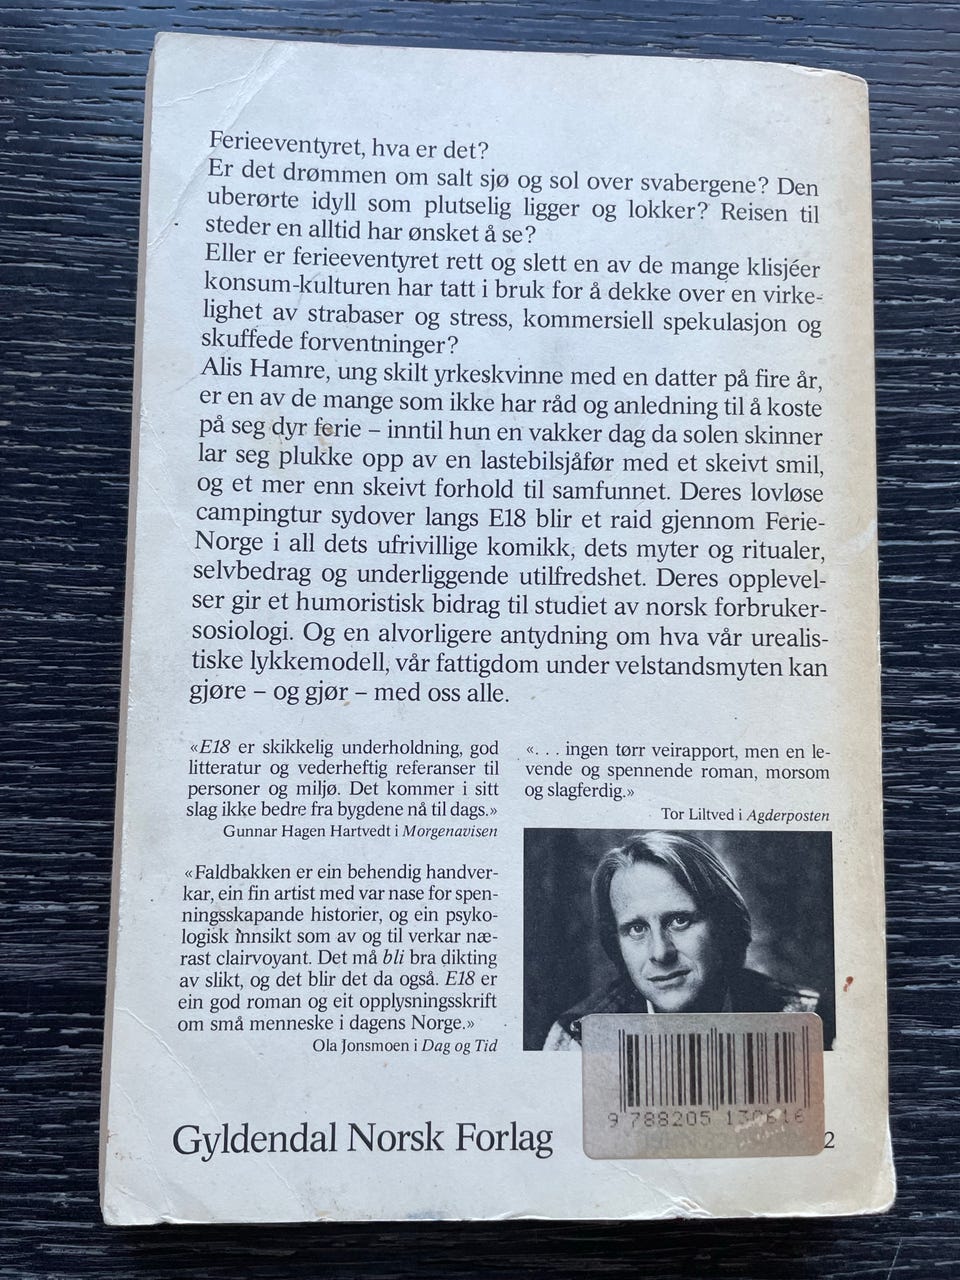 Ferieeventyret, hva er det?
Er det drømmen om salt sjø og sol over svabergene? Den
uberørte idyll som plutselig ligger og lokker? Reisen til
steder en alltid har ønsket å se?
Eller er ferieeventyret rett og slett en av de mange klisjéer
konsum-kulturen har tatt i bruk for å dekke over en virke-
lighet av strabaser og stress, kommersiell spekulasjon og
skuffede forventninger?
Alis Hamre, ung skilt yrkeskvinne med en datter på fire år,
er en av de mange som ikke har råd og anledning til å koste
på seg dyr ferie – inntil hun en vakker dag da solen skinner
lar seg plukke opp av en lastebilsjåfør med et skeivt smil,
og et mer enn skeivt forhold til samfunnet. Deres lovløse
campingtur sydover langs E18 blir et raid gjennom Ferie-
Norge i all dets ufrivillige komikk, dets myter og ritualer,
selvbedrag og underliggende utilfredshet. Deres opplevel-
ser gir et humoristisk bidrag til studiet av norsk forbruker-
sosiologi. Og en alvorligere antydning om hva vår urealis-
tiske lykkemodell, vår fattigdom under velstandsmyten kan
gjøre – og gjør – med oss alle.
«E18 er skikkelig underholdning, god
litteratur og vederheftig referanser til
personer og miljø. Det kommer i sitt
slag ikke bedre fra bygdene nå til dags.»
Gunnar Hagen Hartvedt i Morgenavisen
«Faldbakken er ein behendig handver-
kar, ein fin artist med var nase for spen-
ningsskapande historier, og ein psyko-
logisk innsikt som av og til verkar næ-
rast clairvoyant. Det må bli bra dikting
av slikt, og det blir det da også. E18 er
ein god roman og eit opplysningsskrift
om små menneske i dagens Norge.»
Ola Jonsmoen i Dag og Tid
«. . . ingen tørr veirapport, men en le-
vende og spennende roman, morsom
og slagferdig.»
Tor Liltved i Agderposten
9 788205 130616
Gyldendal Norsk Forlag
2